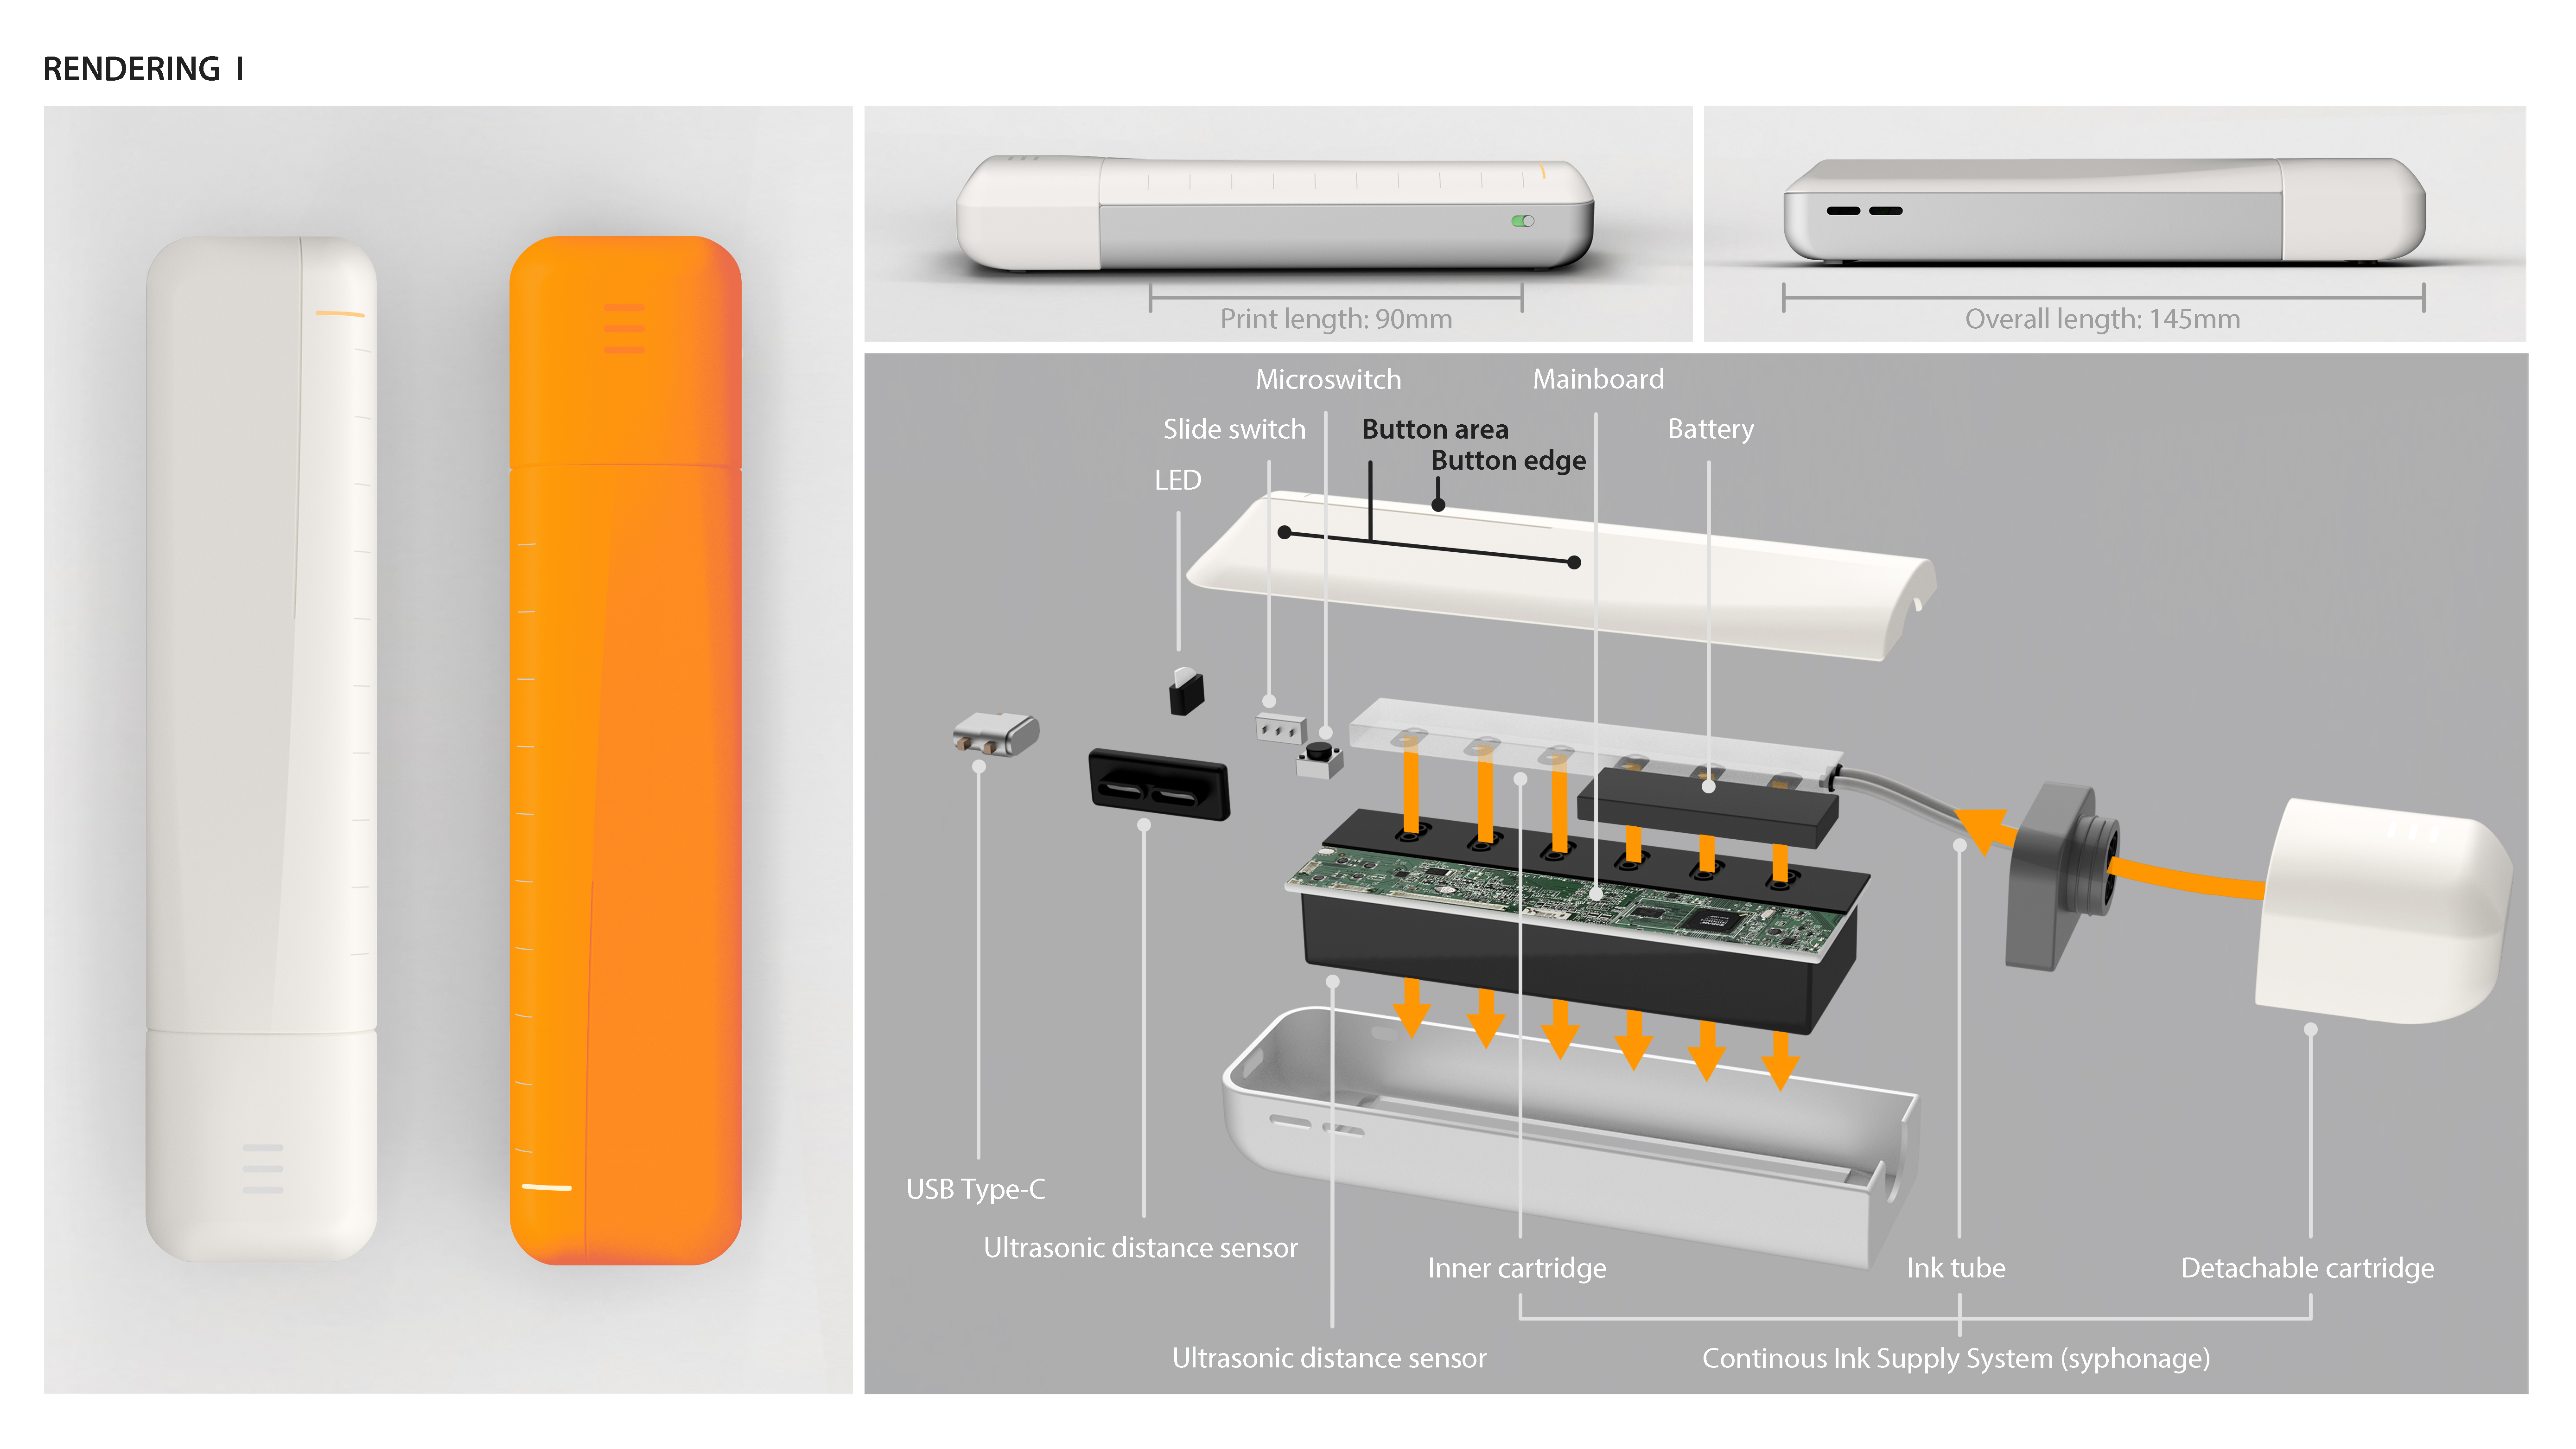 RENDERING I
Print length: 90mm
Overall length: 145mm
Microswitch
Mainboard
Slide switch
Button area
Battery
Button edge
LED
USB Type-C
Ultrasonic distance sensor
Inner cartridge
Ink tube
Detachable cartridge
Ultrasonic distance sensor
Continous Ink Supply System (syphonage)